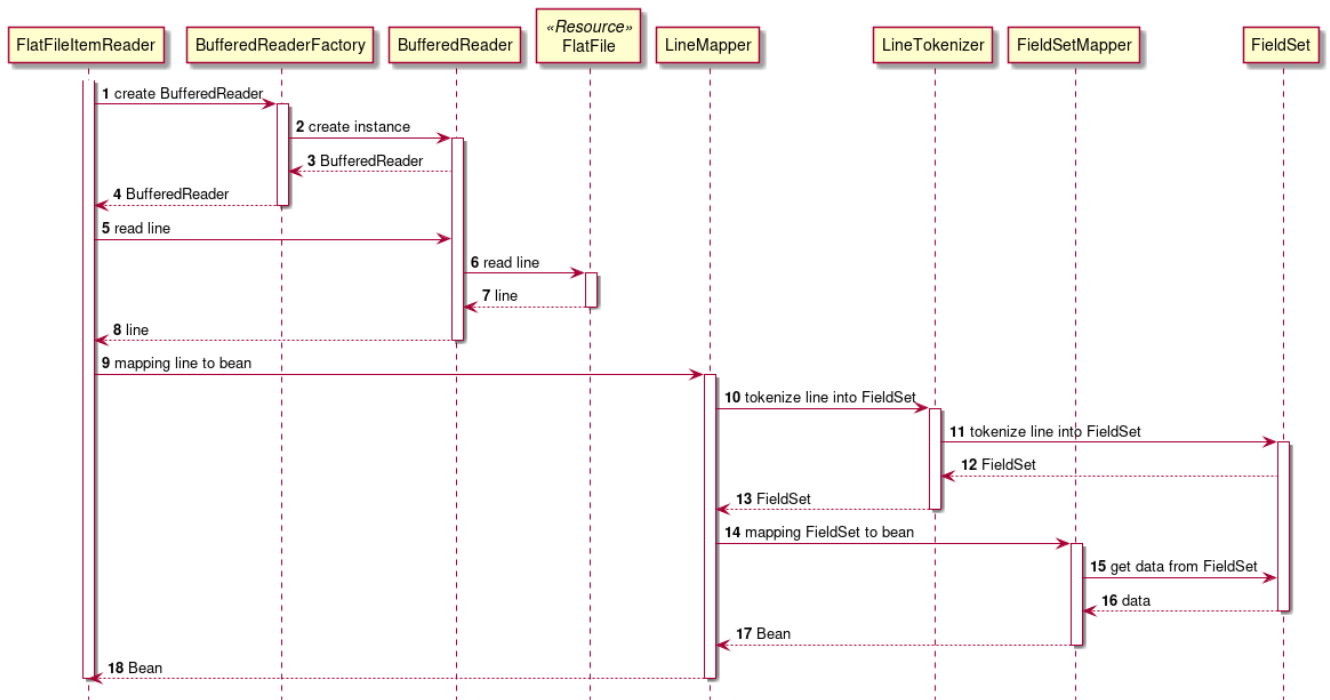 «Resource»
FlatFileItemReader BufferedReaderFactory BufferedReader FlatFile LineMapper LineTokenizer FieldSetMapper FieldSet
1 create BufferedReader
2 create instance
3 BufferedReader
4 BufferedReader
5 read line
6 read line
7 line
8 line
9 mapping line to bean
10 tokenize line into FieldSet
11 tokenize line into FieldSet
12 FieldSet
13 FieldSet
14 mapping FieldSet to bean
15 get data from FieldSet
16 data
17 Bean
18 Bean